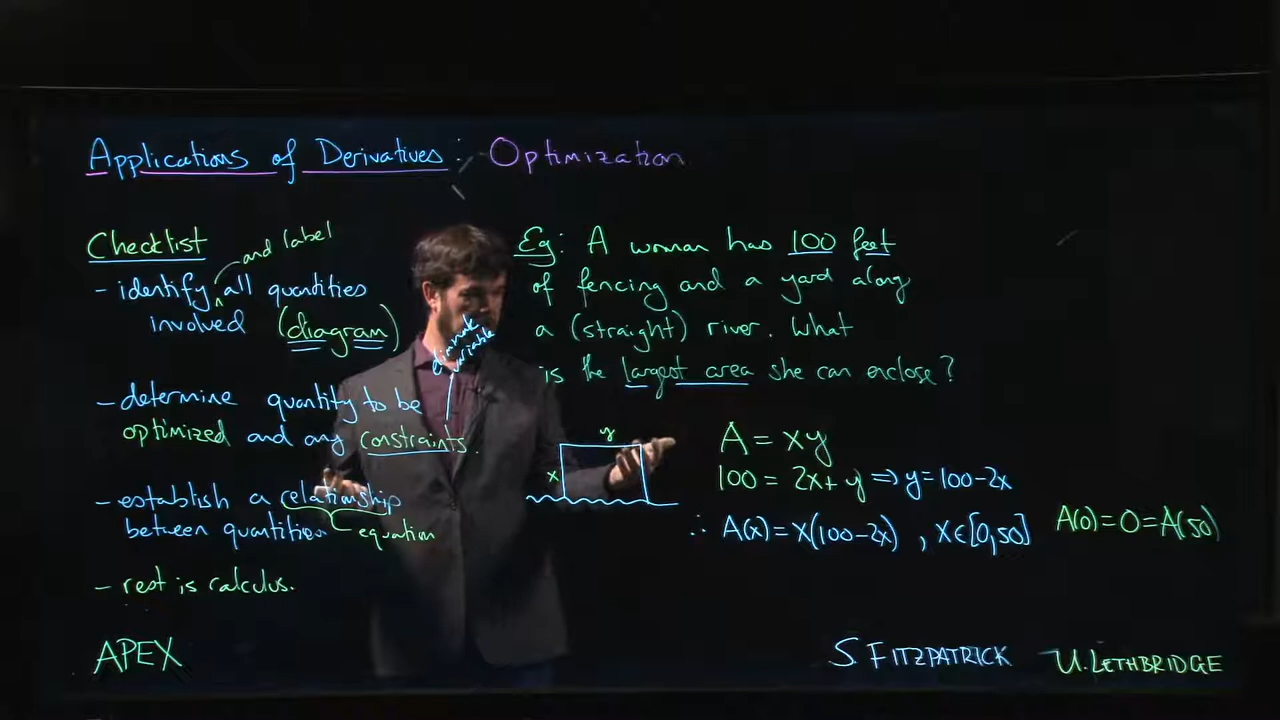 Applications of Derivatives: Optimization
Checklist
and label
- identify all quantities
involved (diagram)
- determine quantity to be
optimized and any constraints.
eliminate
variable
- establish a relationship
between quantities
equation
- rest is calculus.
Eg: A woman has 100 feet
of fencing and a yard along
a (straight) river. What
is the largest area she can enclose?
y
x
A = xy
100 = 2x + y ⇒ y = 100 - 2x
∴ A(x) = x(100-2x) , x∈[0,50]
A(0) = 0 = A(50)
APEX
S. FITZPATRICK
U. LETHBRIDGE